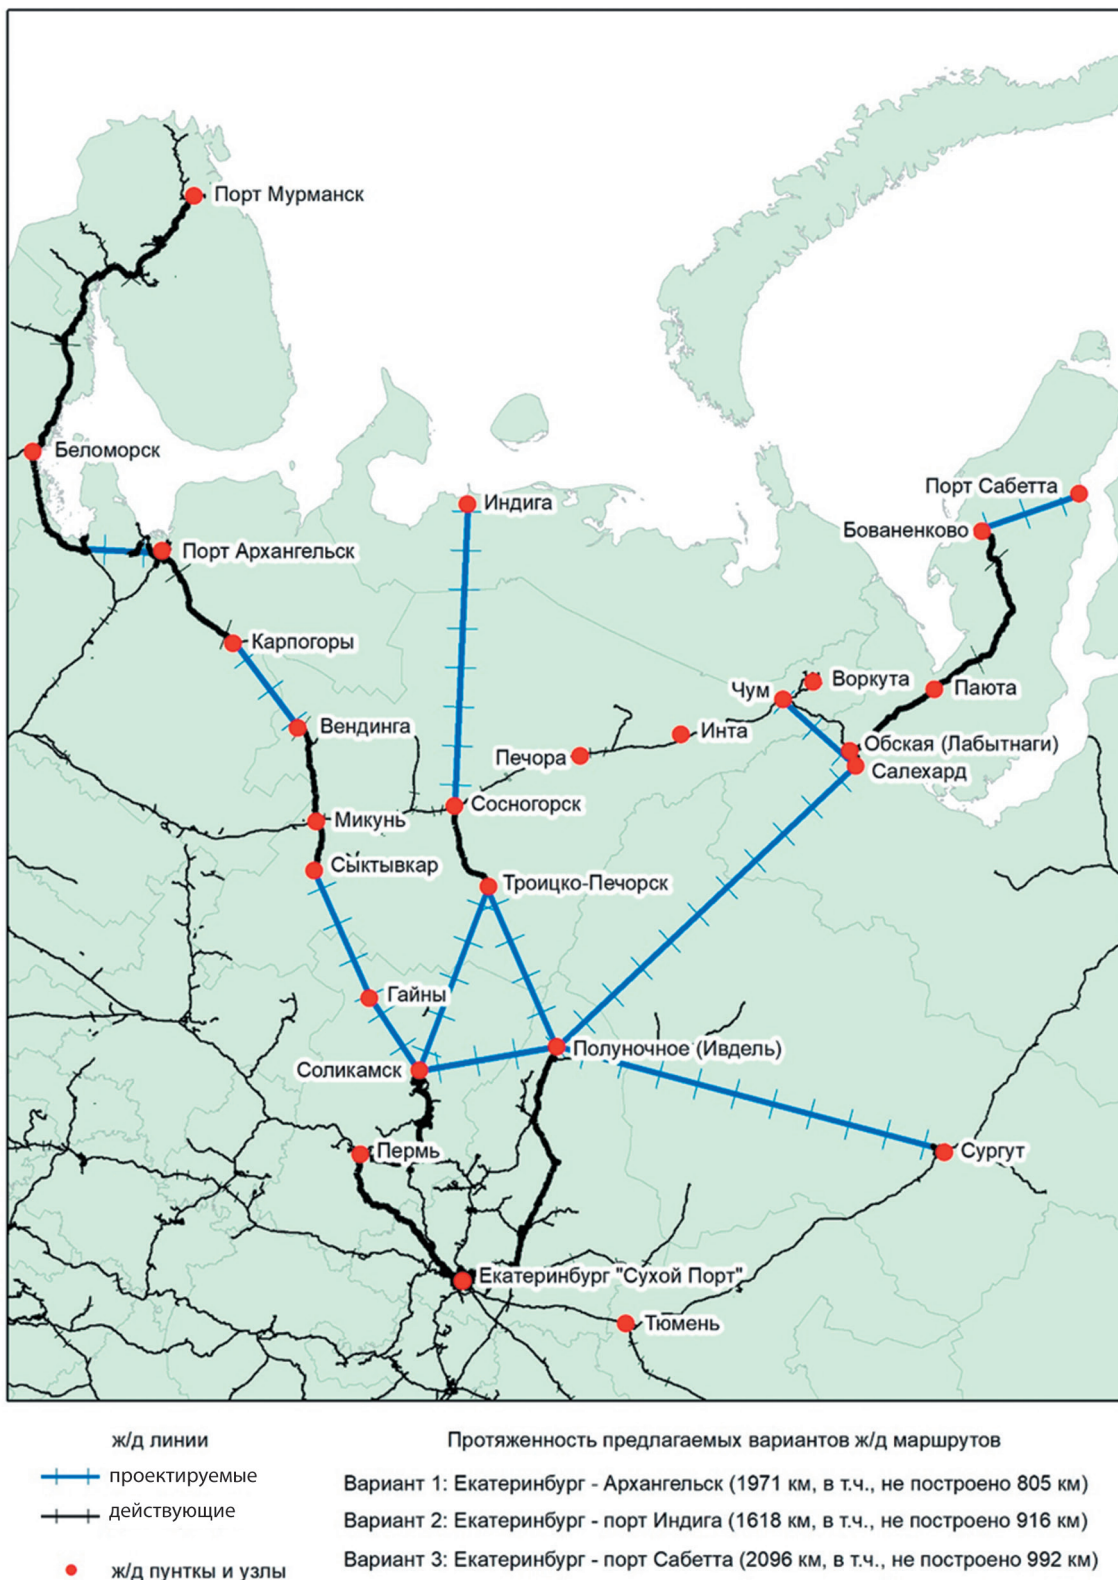 Порт Мурманск
Беломорск
Индига
Порт Сабетта
Бованенково
Порт Архангельск
Карпогоры
Воркута
Чум
Паюта
Вендинга
Инта
Обская (Лабытнаги)
Печора
Салехард
Сосногорск
Микунь
Сыктывкар
Троицко-Печорск
Гайны
Полуночное (Ивдель)
Соликамск
Пермь
Сургут
Екатеринбург "Сухой Порт"
Тюмень
ж/д линии
проектируемые
действующие
ж/д пунткы и узлы
Протяженность предлагаемых вариантов ж/д маршрутов
Вариант 1: Екатеринбург - Архангельск (1971 км, в т.ч., не построено 805 км)
Вариант 2: Екатеринбург - порт Индига (1618 км, в т.ч., не построено 916 км)
Вариант 3: Екатеринбург - порт Сабетта (2096 км, в т.ч., не построено 992 км)